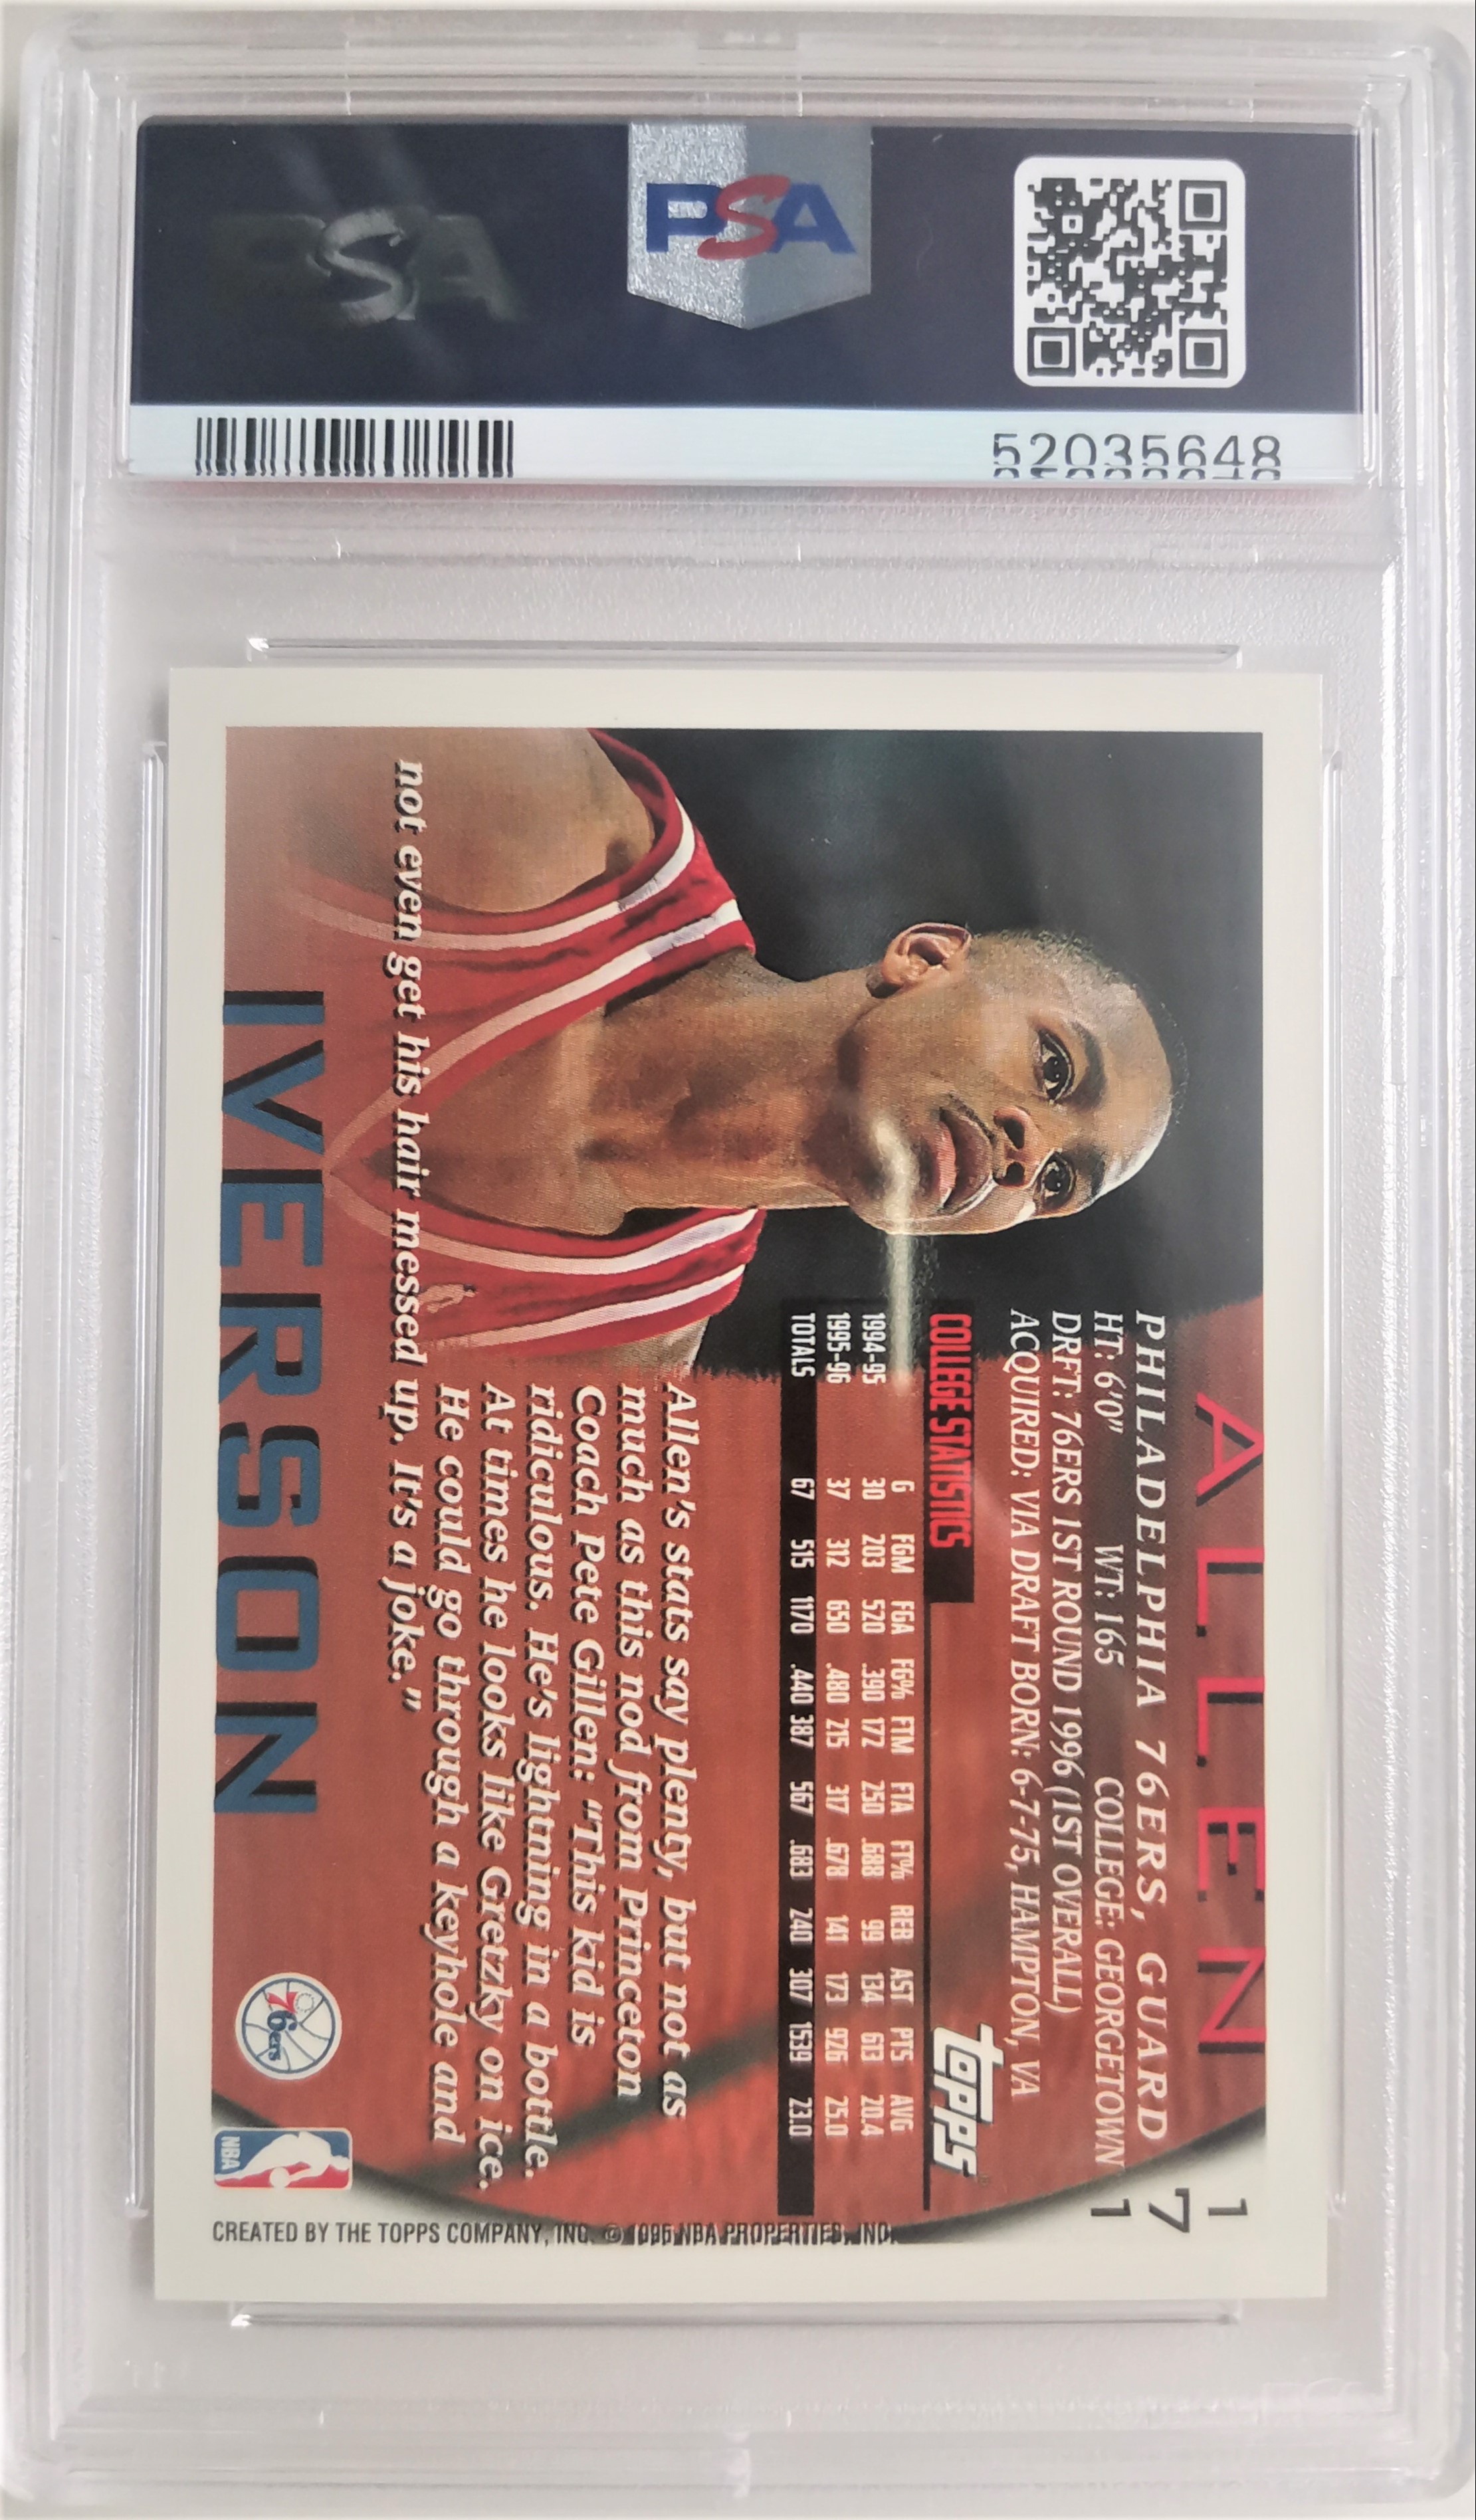 PSA
52035648
ALLEN
171
PHILADELPHIA 76ERS, GUARD
HT: 6'0" WT: 165 COLLEGE: GEORGETOWN
DRFT: 76ERS 1ST ROUND 1996 (1ST OVERALL)
ACQUIRED: VIA DRAFT BORN: 6-7-75, HAMPTON, VA
topps
COLLEGE STATISTICS
G FGM FGA FG% FTM FTA FT% REB AST PTS AVG
1994-95 30 203 520 .390 172 250 .688 99 134 613 20.4
1995-96 37 312 650 .480 215 317 .678 141 173 926 25.0
TOTALS 67 515 1170 .440 387 567 .683 240 307 1539 23.0
Allen's stats say plenty, but not as
much as this nod from Princeton
Coach Pete Gillen: "This kid is
ridiculous. He's lightning in a bottle.
At times he looks like Gretzky on ice.
He could go through a keyhole and
not even get his hair messed up. It's a joke."
IVERSON
76ers
NBA
CREATED BY THE TOPPS COMPANY, INC. © 1996 NBA PROPERTIES, INC.